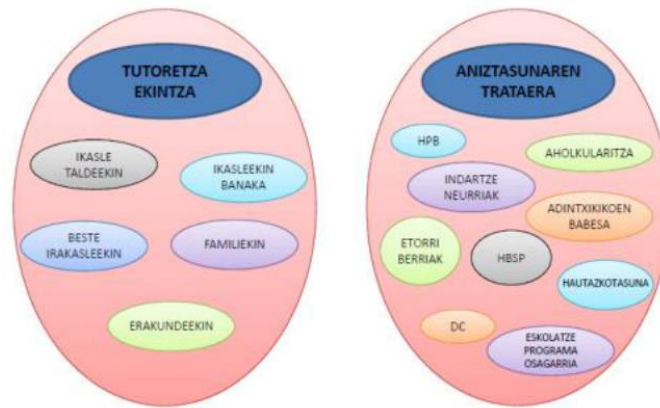 TUTORETZA
EKINTZA
IKASLE
TALDEEKIN
IKASLEEKIN
BANAKA
BESTE
IRAKASLEEKIN
FAMILIEKIN
ERAKUNDEEKIN
ANIZTASUNAREN
TRATAERA
HPB
AHOLKULARITZA
INDARTZE
NEURRIAK
ADINTXIKIKOEN
BABESA
ETORRI
BERRIAK
HBSP
HAUTAZKOTASUNA
DC
ESKOLATZE
PROGRAMA
OSAGARRIA